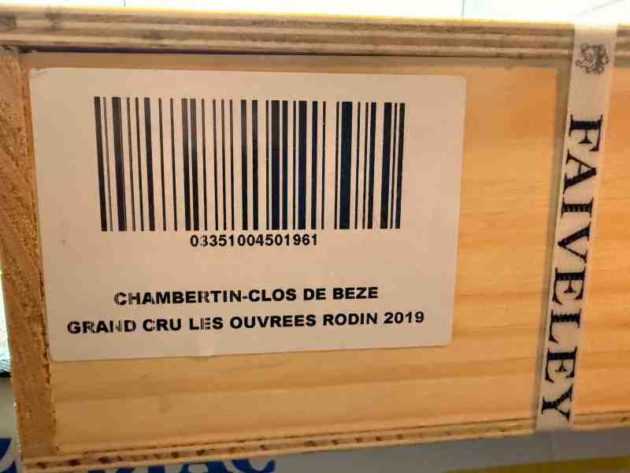 03351004501961
CHAMBERTIN-CLOS DE BEZE
GRAND CRU LES OUVREES RODIN 2019
FAIVELEY